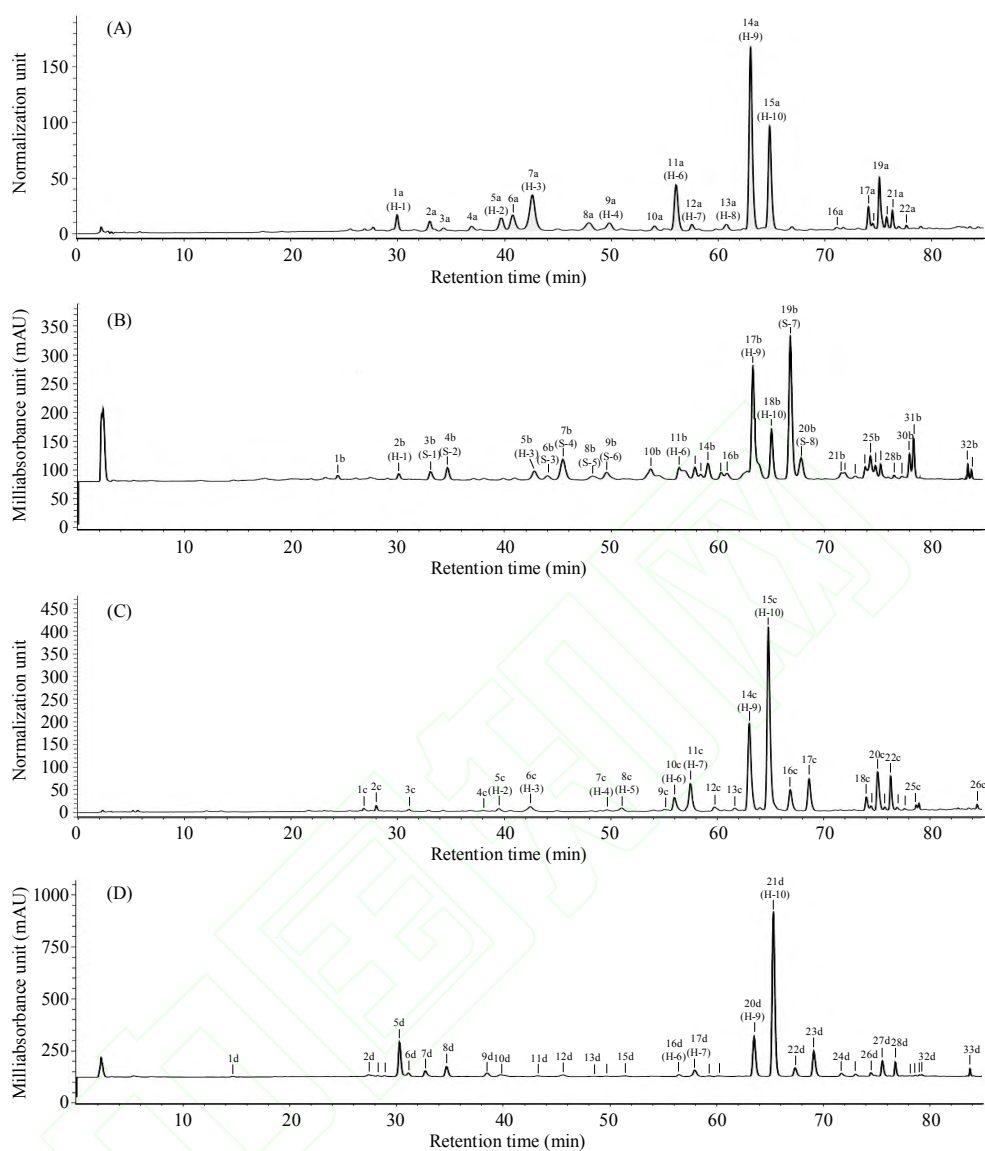 (A)
Normalization unit
150
100
50
0
14a
(H-9)
15a
(H-10)
1a
(H-1)
2a
3a
4a
5a
(H-2)
6a
7a
(H-3)
8a
9a
(H-4)
10a
11a
(H-6)
12a
(H-7)
13a
(H-8)
16a
17a
19a
21a
22a
0 10 20 30 40 50 60 70 80
Retention time (min)
(B)
Milliabsorbance unit (mAU)
350
300
250
200
150
100
50
0
1b
2b
(H-1)
3b
(S-1)
4b
(S-2)
5b
(H-3)
6b
(S-3)
7b
(S-4)
8b
(S-5)
9b
(S-6)
10b
11b
(H-6)
14b
16b
17b
(H-9)
18b
(H-10)
19b
(S-7)
20b
(S-8)
21b
25b
28b
30b
31b
32b
0 10 20 30 40 50 60 70 80
Retention time (min)
(C)
Normalization unit
450
400
350
300
250
200
150
100
50
0
1c
2c
3c
4c
5c
(H-2)
6c
(H-3)
7c
(H-4)
8c
(H-5)
9c
10c
(H-6)
11c
(H-7)
12c
13c
14c
(H-9)
15c
(H-10)
16c
17c
18c
20c
22c
25c
26c
0 10 20 30 40 50 60 70 80
Retention time (min)
(D)
Milliabsorbance unit (mAU)
1000
750
500
250
0
1d
2d
5d
6d
7d
8d
9d
10d
11d
12d
13d
15d
16d
(H-6)
17d
(H-7)
20d
(H-9)
21d
(H-10)
22d
23d
24d
26d
27d
28d
32d
33d
0 10 20 30 40 50 60 70 80
Retention time (min)